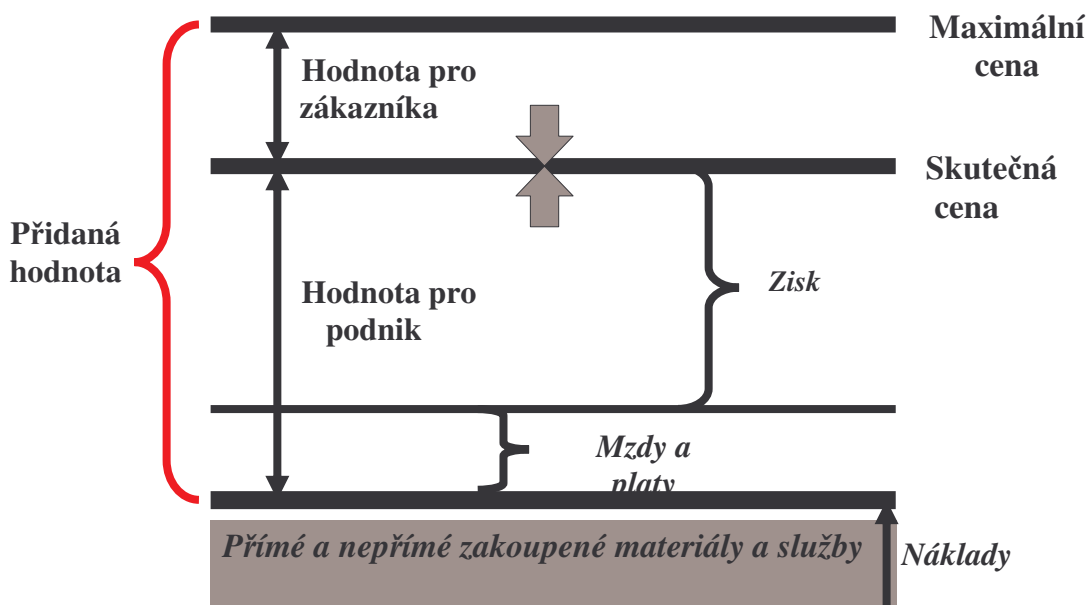 Maximální
cena
Hodnota pro
zákazníka
Skutečná
cena
Přidaná
hodnota
Zisk
Hodnota pro
podnik
Mzdy a
platy
Přímé a nepřímé zakoupené materiály a služby
Náklady